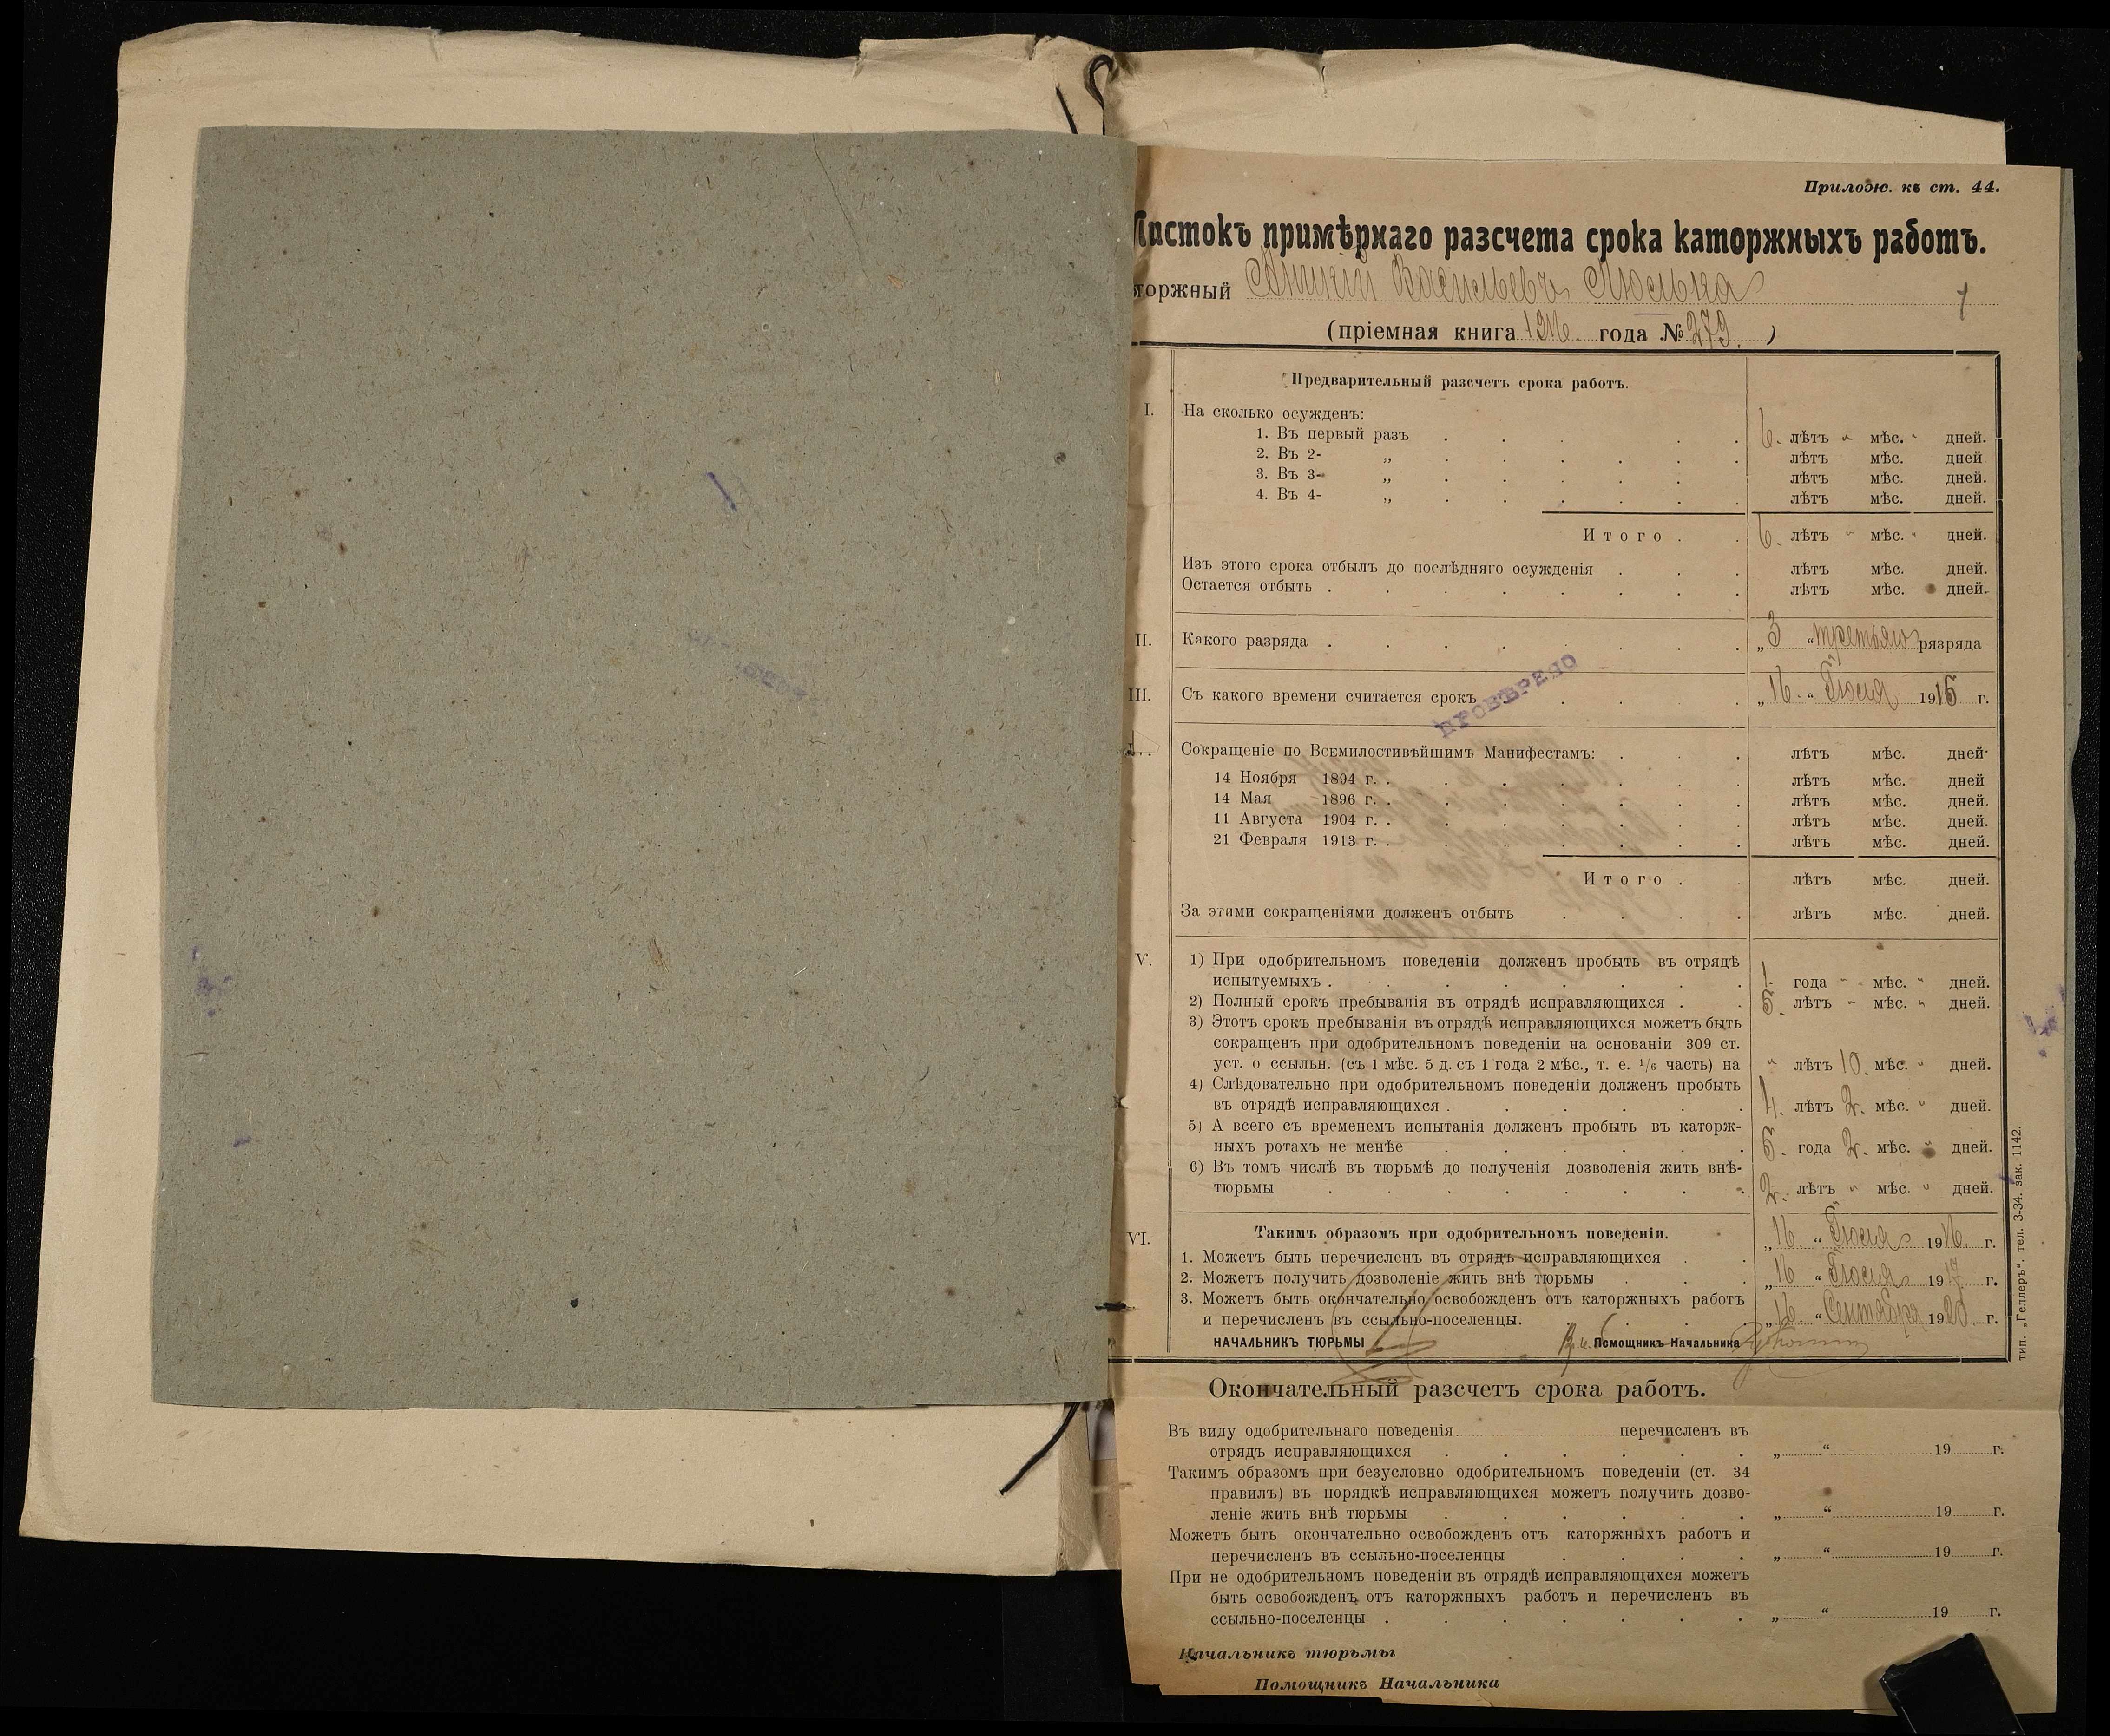 Прилож. къ ст. 44.
Листокъ примѣрнаго разсчета срока каторжныхъ работъ.
торжный Аникій Васильевъ Люлька 1
(пріемная книга 1916. года № 279.)
Предварительный разсчетъ срока работъ.
I. На сколько осужденъ:
1. Въ первый разъ 6. лѣтъ " мѣс. " дней.
2. Въ 2- „ лѣтъ мѣс. дней
3. Въ 3- „ лѣтъ мѣс. дней.
4. Въ 4- „ лѣтъ мѣс. дней.
Итого. 6. лѣтъ " мѣс. " дней.
Изъ этого срока отбылъ до послѣдняго осужденія лѣтъ мѣс. дней.
Остается отбыть лѣтъ мѣс. дней.
II. Какого разряда „3 “ третьяго рязряда
ПРОВѢРЕНО
III. Съ какого времени считается срокъ „16. “ Іюля 1915 г.
Сокращеніе по Всемилостивѣйшимъ Манифестамъ: лѣтъ мѣс. дней.
14 Ноября 1894 г. лѣтъ мѣс. дней
14 Мая 1896 г. лѣтъ мѣс. дней.
11 Августа 1904 г. лѣтъ мѣс. дней.
21 Февраля 1913 г. лѣтъ мѣс. дней.
Итого. лѣтъ мѣс. дней.
За этими сокращеніями долженъ отбыть лѣтъ мѣс. дней.
V. 1) При одобрительномъ поведеніи долженъ пробыть въ отрядѣ
испытуемыхъ. 1. года " мѣс. " дней.
2) Полный срокъ пребыванія въ отрядѣ исправляющихся 5. лѣтъ " мѣс. " дней.
3) Этотъ срокъ пребыванія въ отрядѣ исправляющихся можетъ быть
сокращенъ при одобрительномъ поведеніи на основаніи 309 ст.
уст. о ссыльн. (съ 1 мѣс. 5 д. съ 1 года 2 мѣс., т. е. 1/6 часть) на " лѣтъ 10. мѣс. " дней.
4) Слѣдовательно при одобрительномъ поведеніи долженъ пробыть
въ отрядѣ исправляющихся. 4. лѣтъ 2. мѣс. " дней.
5) А всего съ временемъ испытанія долженъ пробыть въ каторж-
ныхъ ротахъ не менѣе 5. года 2. мѣс. " дней.
6) Въ томъ числѣ въ тюрьмѣ до полученія дозволенія жить внѣ-
тюрьмы 2. лѣтъ " мѣс. " дней.
VI. Такимъ образомъ при одобрительномъ поведеніи.
1. Можетъ быть перечисленъ въ отрядъ исправляющихся „16. “ Іюля 1916. г.
2. Можетъ получить дозволеніе жить внѣ тюрьмы „16 “ Іюля 1917 г.
3. Можетъ быть окончательно освобожденъ отъ каторжныхъ работъ
и перечисленъ въ ссыльно-поселенцы. „16. “ Сентября 1920. г.
НАЧАЛЬНИКЪ ТЮРЬМЫ Помощникъ Начальника
тип. „Геллеръ“. тел. 3-34. зак. 1142.
Окончательный разсчетъ срока работъ.
Въ виду одобрительнаго поведенія перечисленъ въ
отрядъ исправляющихся „ “ 19 г.
Такимъ образомъ при безусловно одобрительномъ поведеніи (ст. 34
правилъ) въ порядкѣ исправляющихся можетъ получить дозво-
леніе жить внѣ тюрьмы „ “ 19 г.
Можетъ быть окончательно освобожденъ отъ каторжныхъ работъ и
перечисленъ въ ссыльно-поселенцы „ “ 19 г.
При не одобрительномъ поведеніи въ отрядѣ исправляющихся можетъ
быть освобожденъ отъ каторжныхъ работъ и перечисленъ въ
ссыльно-поселенцы „ “ 19 г.
Начальникъ тюрьмы
Помощникъ Начальника